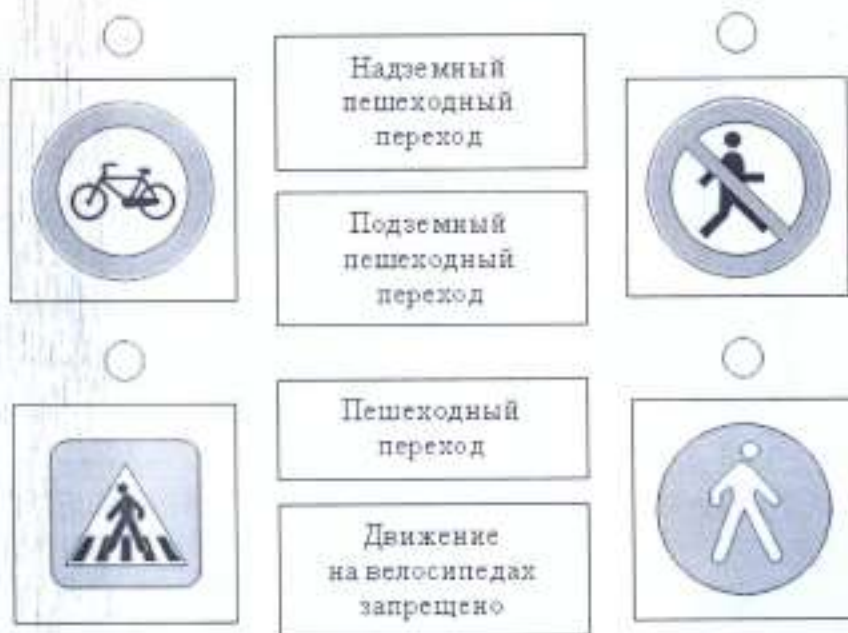 Надземный
пешеходный
переход
Подземный
пешеходный
переход
Пешеходный
переход
Движение
на велосипедах
запрещено